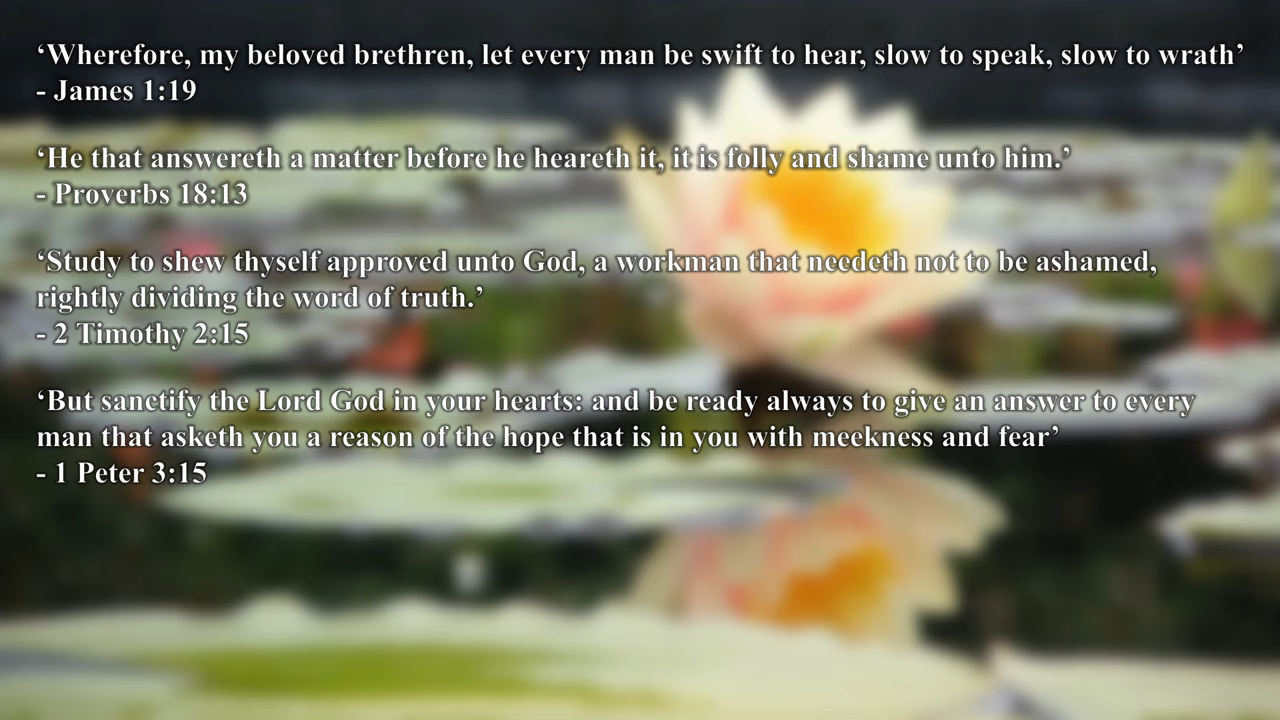 ‘Wherefore, my beloved brethren, let every man be swift to hear, slow to speak, slow to wrath’
- James 1:19
‘He that answereth a matter before he heareth it, it is folly and shame unto him.’
- Proverbs 18:13
‘Study to shew thyself approved unto God, a workman that needeth not to be ashamed,
rightly dividing the word of truth.’
- 2 Timothy 2:15
‘But sanctify the Lord God in your hearts: and be ready always to give an answer to every
man that asketh you a reason of the hope that is in you with meekness and fear’
- 1 Peter 3:15